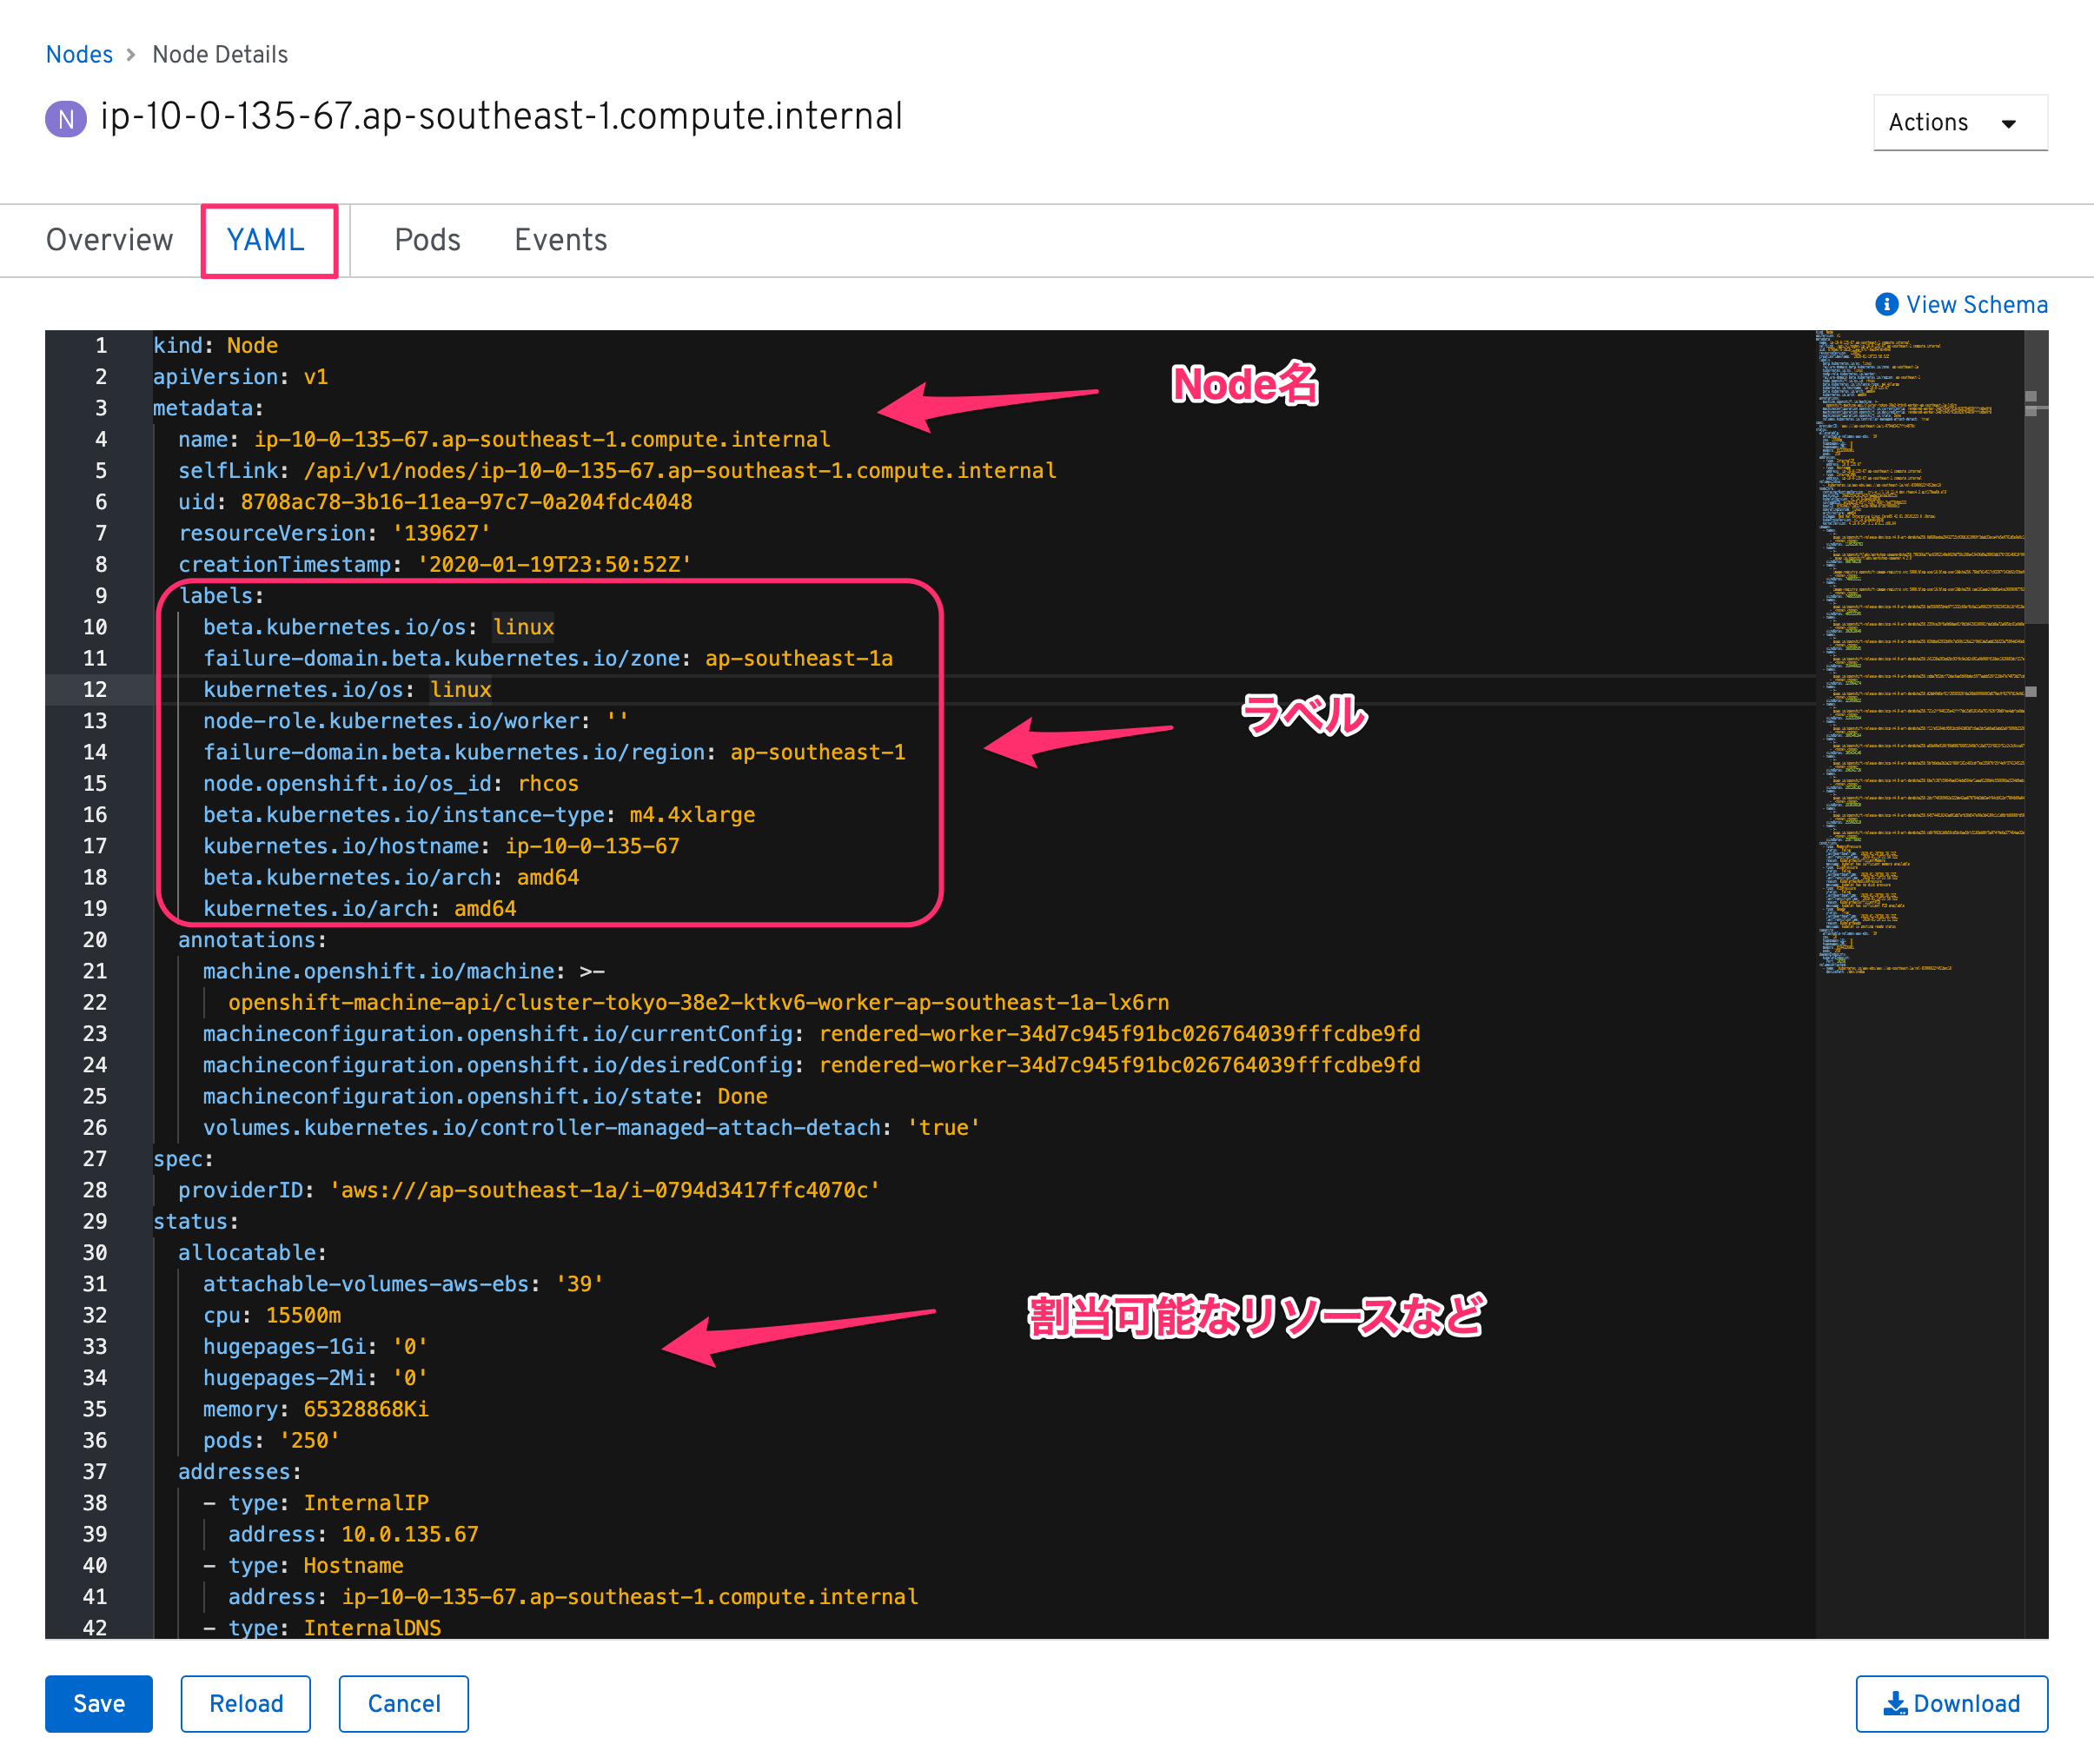 Nodes > Node Details
N ip-10-0-135-67.ap-southeast-1.compute.internal
Actions
Overview YAML Pods Events
View Schema
1 kind: Node
2 apiVersion: v1
Node名
3 metadata:
4 name: ip-10-0-135-67.ap-southeast-1.compute.internal
5 selfLink: /api/v1/nodes/ip-10-0-135-67.ap-southeast-1.compute.internal
6 uid: 8708ac78-3b16-11ea-97c7-0a204fdc4048
7 resourceVersion: '139627'
8 creationTimestamp: '2020-01-19T23:50:52Z'
9 labels:
10 beta.kubernetes.io/os: linux
11 failure-domain.beta.kubernetes.io/zone: ap-southeast-1a
12 kubernetes.io/os: linux
13 node-role.kubernetes.io/worker: ''
ラベル
14 failure-domain.beta.kubernetes.io/region: ap-southeast-1
15 node.openshift.io/os_id: rhcos
16 beta.kubernetes.io/instance-type: m4.4xlarge
17 kubernetes.io/hostname: ip-10-0-135-67
18 beta.kubernetes.io/arch: amd64
19 kubernetes.io/arch: amd64
20 annotations:
21 machine.openshift.io/machine: >-
22 openshift-machine-api/cluster-tokyo-38e2-ktkv6-worker-ap-southeast-1a-lx6rn
23 machineconfiguration.openshift.io/currentConfig: rendered-worker-34d7c945f91bc026764039fffcdbe9fd
24 machineconfiguration.openshift.io/desiredConfig: rendered-worker-34d7c945f91bc026764039fffcdbe9fd
25 machineconfiguration.openshift.io/state: Done
26 volumes.kubernetes.io/controller-managed-attach-detach: 'true'
27 spec:
28 providerID: 'aws:///ap-southeast-1a/i-0794d3417ffc4070c'
29 status:
30 allocatable:
31 attachable-volumes-aws-ebs: '39'
32 cpu: 15500m
割当可能なリソースなど
33 hugepages-1Gi: '0'
34 hugepages-2Mi: '0'
35 memory: 65328868Ki
36 pods: '250'
37 addresses:
38 - type: InternalIP
39 address: 10.0.135.67
40 - type: Hostname
41 address: ip-10-0-135-67.ap-southeast-1.compute.internal
42 - type: InternalDNS
Save Reload Cancel Download